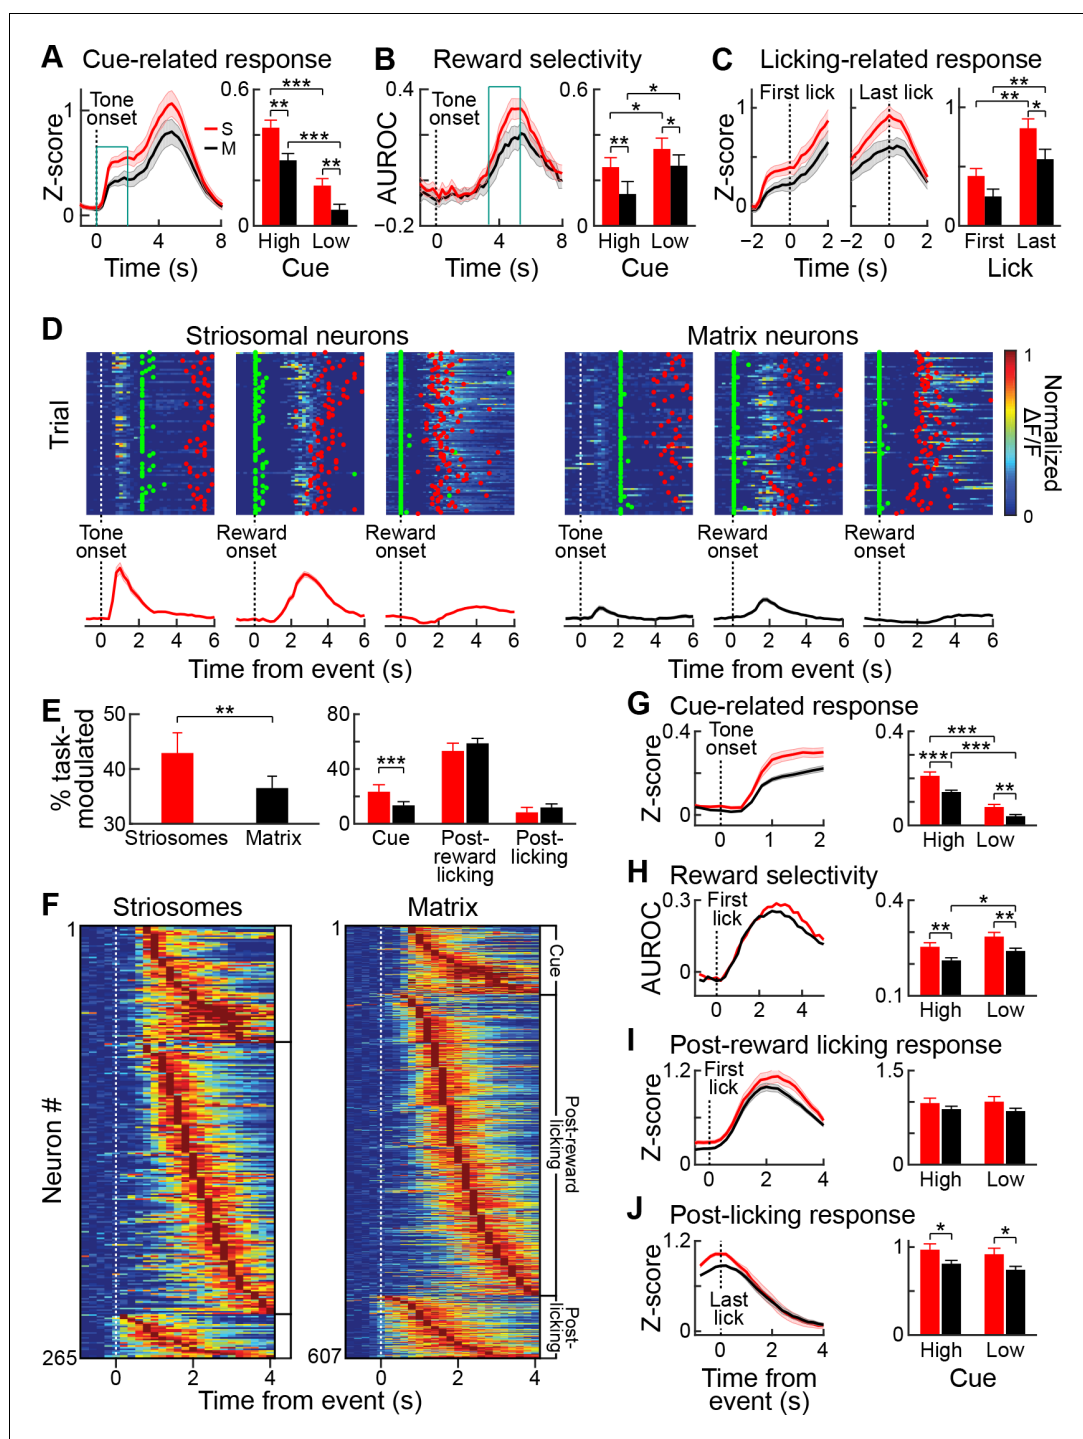 A Cue-related response
Z-score
1
0
Tone
onset
S
M
0 4 8
Time (s)
0.6
0
***
**
***
**
High Low
Cue
B Reward selectivity
AUROC
0.4
−0.2
Tone
onset
0 4 8
Time (s)
0.6
0
*
*
**
*
High Low
Cue
C Licking-related response
Z-score
1
0
First lick
Last lick
−2 0 2
−2 0 2
Time (s)
1
0
**
**
*
First Last
Lick
D
Striosomal neurons
Matrix neurons
Trial
1
0
Normalized
ΔF/F
Tone
onset
Reward
onset
Reward
onset
Tone
onset
Reward
onset
Reward
onset
0 2 4 6
0 2 4 6
0 2 4 6
0 2 4 6
0 2 4 6
0 2 4 6
Time from event (s)
Time from event (s)
E
% task-
modulated
50
40
30
**
Striosomes Matrix
80
40
0
***
Cue
Post-
reward
licking
Post-
licking
F
Striosomes
Matrix
Neuron #
1
265
1
607
Cue
Post-reward
licking
Post-
licking
0 2 4
0 2 4
Time from event (s)
G Cue-related response
Z-score
0.4
0
Tone
onset
0 1 2
0.4
0
***
***
***
**
High Low
H Reward selectivity
AUROC
0.3
0
First
lick
0 2 4
0.4
0.1
*
**
**
High Low
I Post-reward licking response
Z-score
1.2
0
First
lick
0 2 4
1.5
0
High Low
J Post-licking response
Z-score
1.2
0
Last
lick
0 2 4
Time from
event (s)
1
0
*
*
High Low
Cue